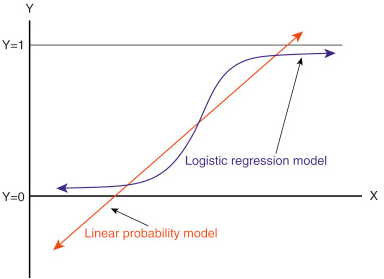 Y
Y=1
Logistic regression model
Y=0
X
Linear probability model